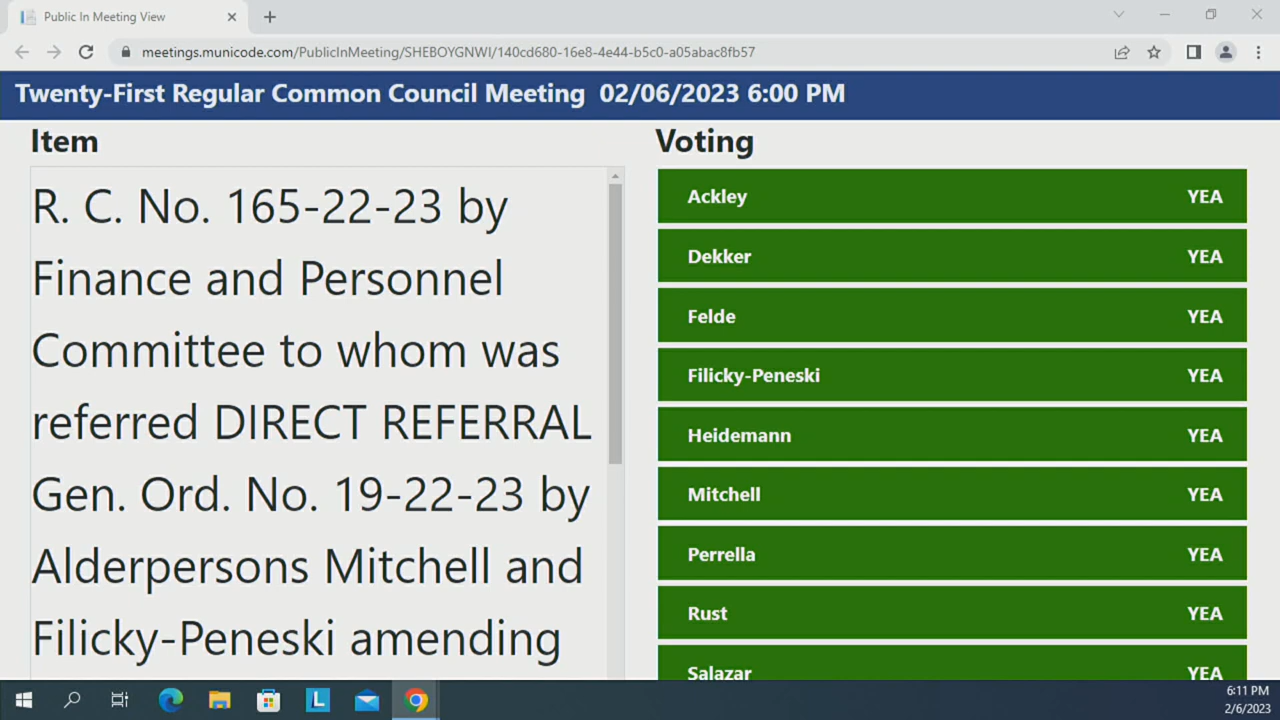 Public In Meeting View
meetings.municode.com/PublicInMeeting/SHEBOYGNWI/140cd680-16e8-4e44-b5c0-a05abac8fb57
Twenty-First Regular Common Council Meeting 02/06/2023 6:00 PM
Item
R. C. No. 165-22-23 by
Finance and Personnel
Committee to whom was
referred DIRECT REFERRAL
Gen. Ord. No. 19-22-23 by
Alderpersons Mitchell and
Filicky-Peneski amending
Voting
Ackley YEA
Dekker YEA
Felde YEA
Filicky-Peneski YEA
Heidemann YEA
Mitchell YEA
Perrella YEA
Rust YEA
Salazar YEA
L
6:11 PM
2/6/2023